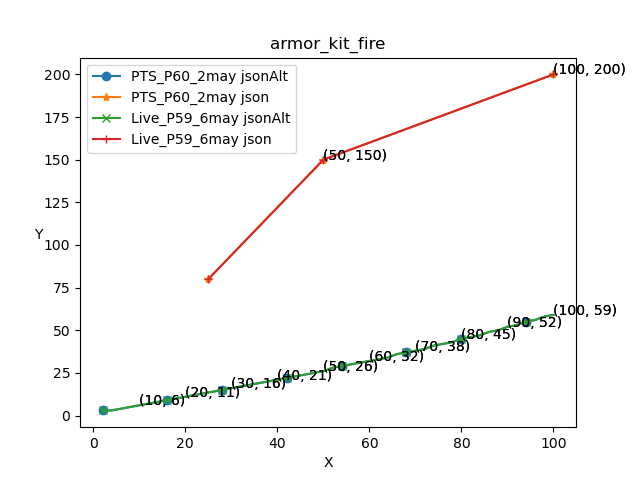 armor_kit_fire
PTS_P60_2may jsonAlt
PTS_P60_2may json
Live_P59_6may jsonAlt
Live_P59_6may json
(100, 200)
(50, 150)
(100, 59)
(90, 52)
(80, 45)
(70, 38)
(60, 32)
(50, 26)
(40, 21)
(30, 16)
(20, 11)
(10, 6)
Y
200
175
150
125
100
75
50
25
0
0 20 40 60 80 100
X